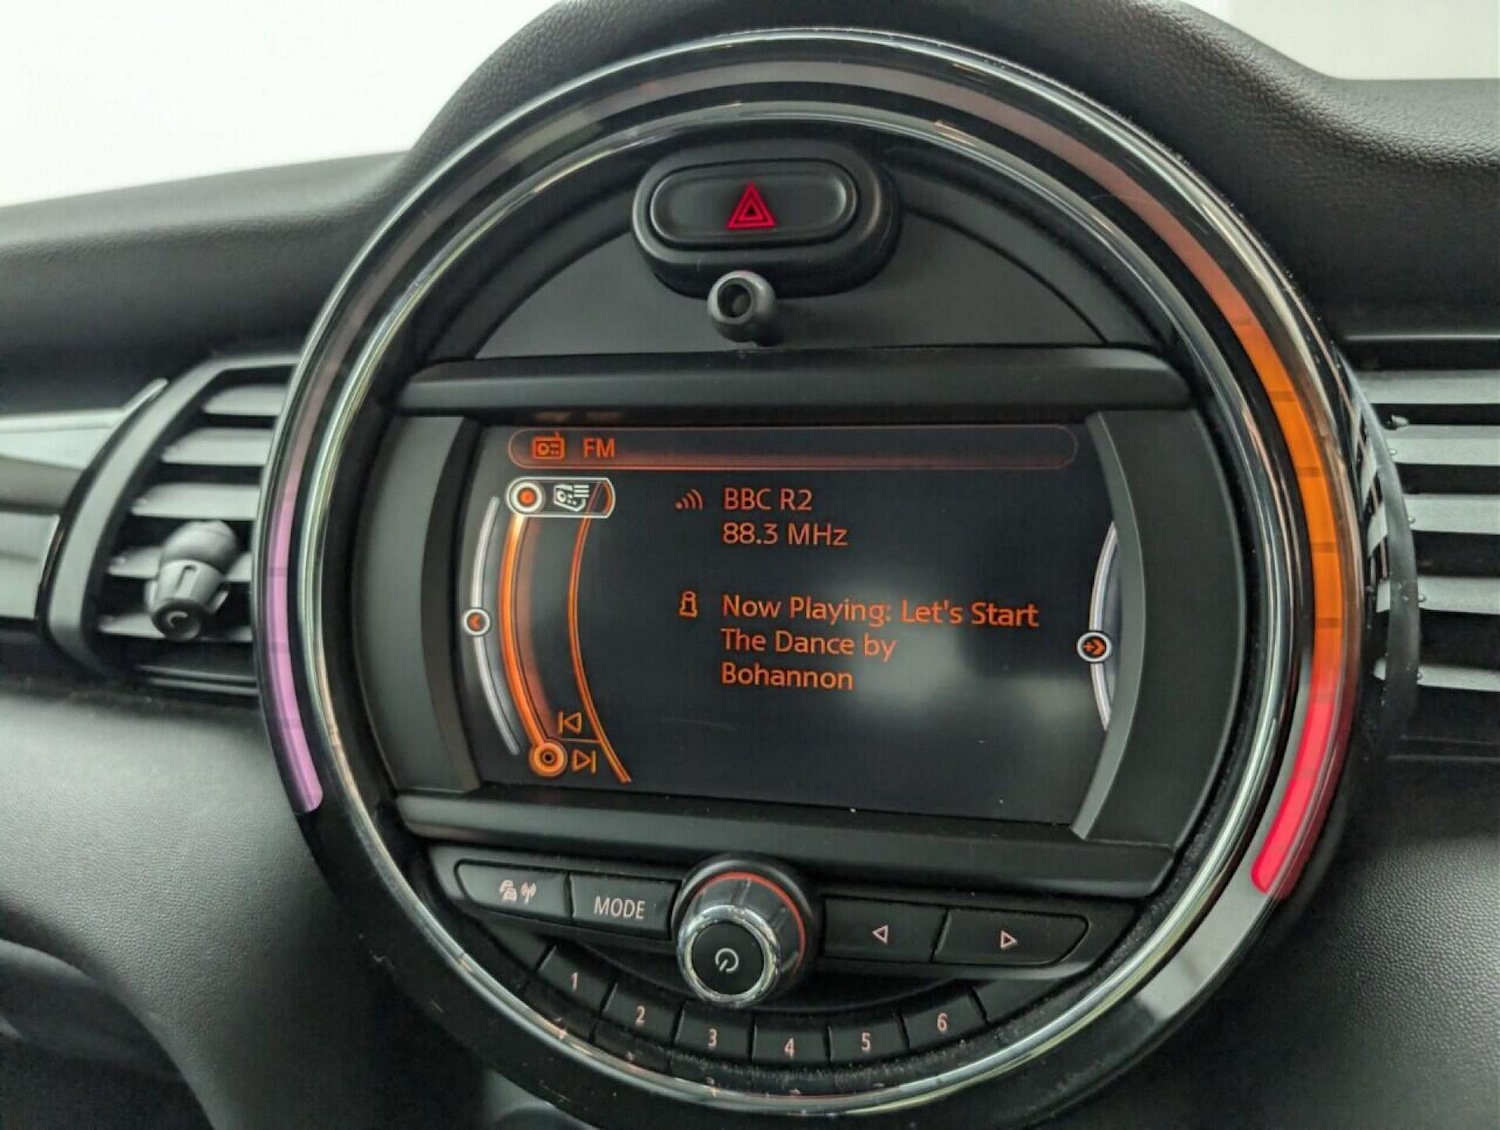 FM
BBC R2
88.3 MHz
Now Playing: Let's Start
The Dance by
Bohannon
MODE
1
2
3
4
5
6